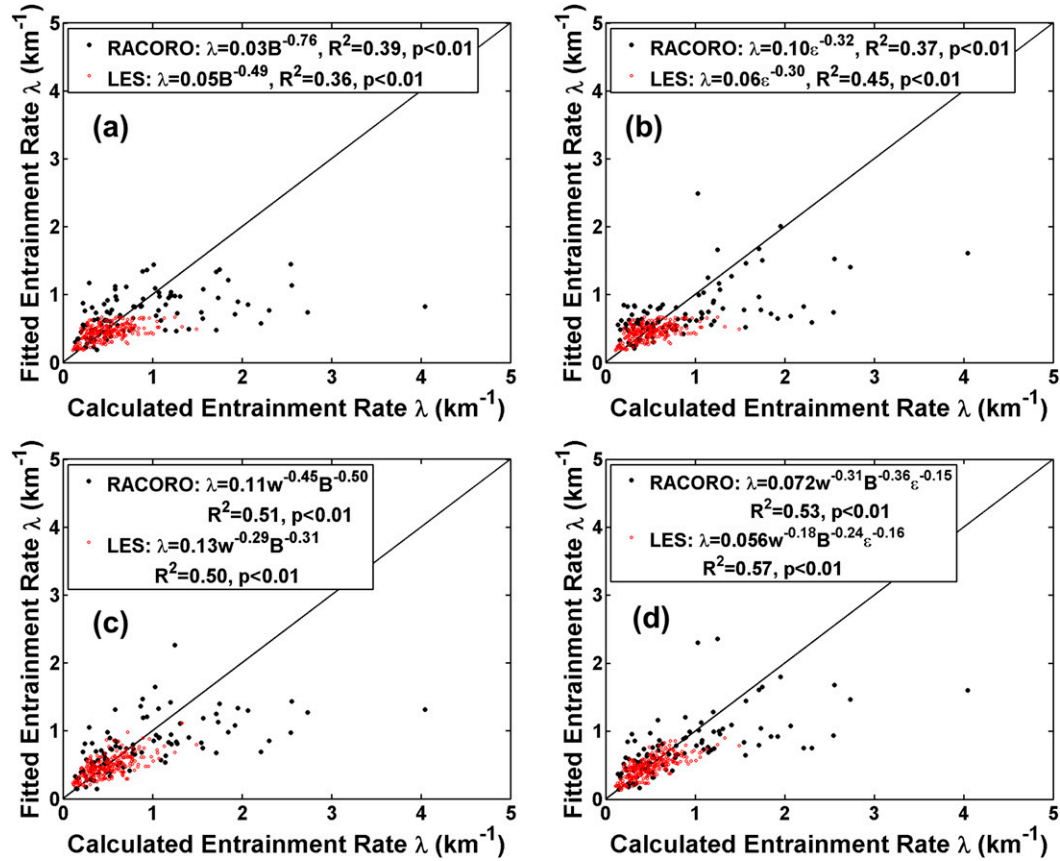 RACORO: λ=0.03B^-0.76, R^2=0.39, p<0.01
LES: λ=0.05B^-0.49, R^2=0.36, p<0.01
(a)
Fitted Entrainment Rate λ (km^-1)
5
4
3
2
1
0
0 1 2 3 4 5
Calculated Entrainment Rate λ (km^-1)
RACORO: λ=0.10ε^-0.32, R^2=0.37, p<0.01
LES: λ=0.06ε^-0.30, R^2=0.45, p<0.01
(b)
Fitted Entrainment Rate λ (km^-1)
5
4
3
2
1
0
0 1 2 3 4 5
Calculated Entrainment Rate λ (km^-1)
RACORO: λ=0.11w^-0.45B^-0.50
R^2=0.51, p<0.01
LES: λ=0.13w^-0.29B^-0.31
R^2=0.50, p<0.01
(c)
Fitted Entrainment Rate λ (km^-1)
5
4
3
2
1
0
0 1 2 3 4 5
Calculated Entrainment Rate λ (km^-1)
RACORO: λ=0.072w^-0.31B^-0.36ε^-0.15
R^2=0.53, p<0.01
LES: λ=0.056w^-0.18B^-0.24ε^-0.16
R^2=0.57, p<0.01
(d)
Fitted Entrainment Rate λ (km^-1)
5
4
3
2
1
0
0 1 2 3 4 5
Calculated Entrainment Rate λ (km^-1)